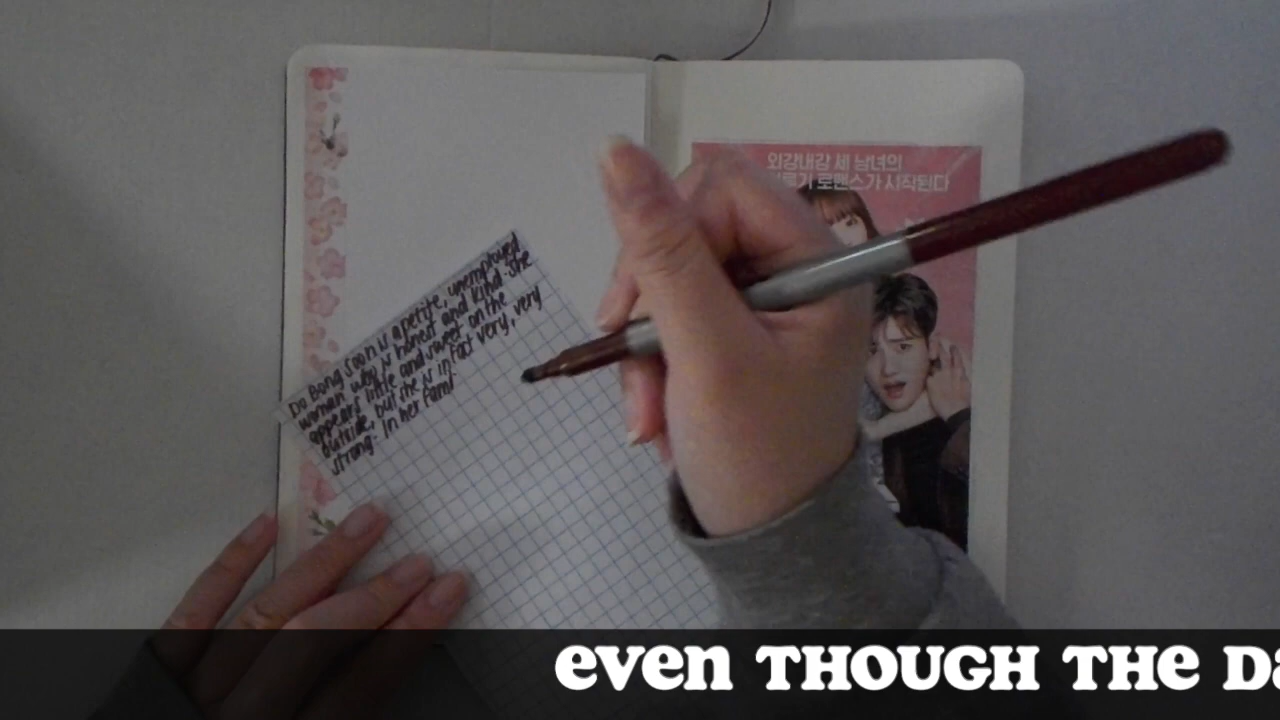 Do Bong Soon is a petite, unemployed
woman who is honest and kind. She
appears little and sweet on the
outside, but she is in fact very, very
strong. In her famil
외강내강 세 남녀의
로맨스가 시작된다
even THOUGH THE Da